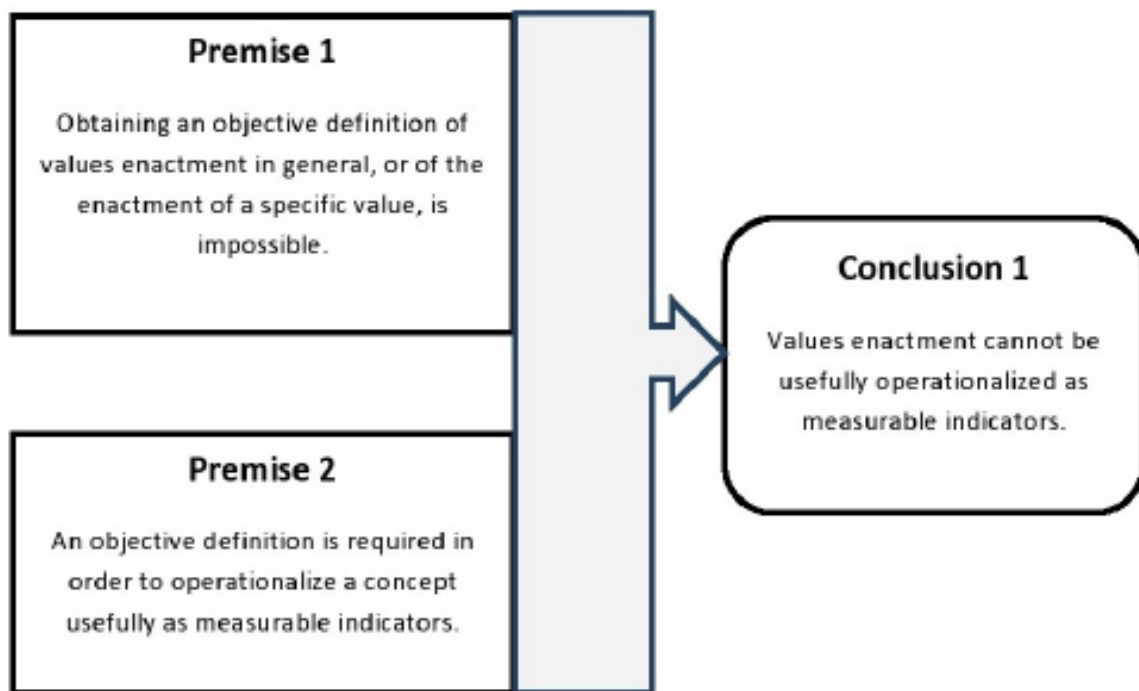 Premise 1
Obtaining an objective definition of
values enactment in general, or of the
enactment of a specific value, is
impossible.
Premise 2
An objective definition is required in
order to operationalize a concept
usefully as measurable indicators.
Conclusion 1
Values enactment cannot be
usefully operationalized as
measurable indicators.